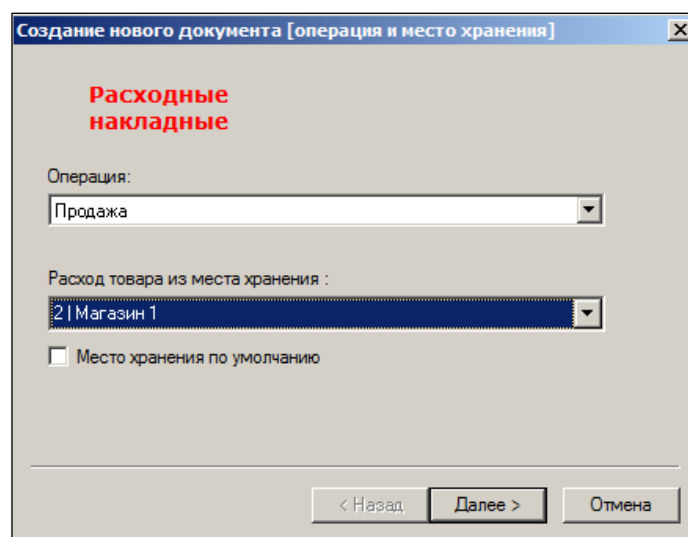 Создание нового документа [операция и место хранения]
Расходные
накладные
Операция:
Продажа
Расход товара из места хранения :
2 | Магазин 1
Место хранения по умолчанию
< Назад
Далее >
Отмена